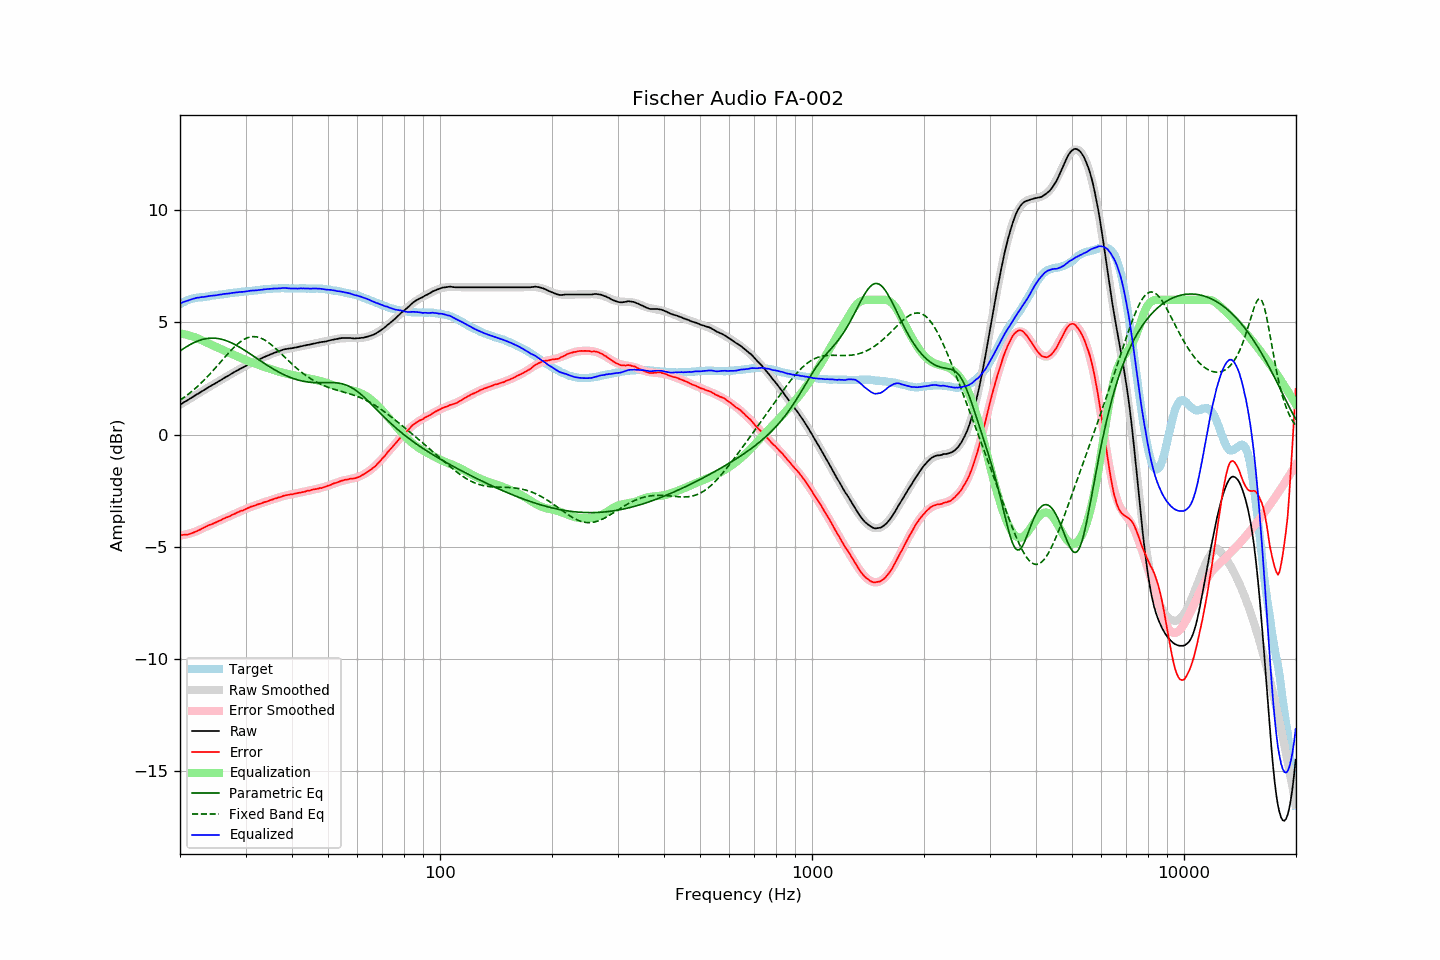 Fischer Audio FA-002
Amplitude (dBr)
10
5
0
−5
−10
−15
Target
Raw Smoothed
Error Smoothed
Raw
Error
Equalization
Parametric Eq
Fixed Band Eq
Equalized
100
1000
10000
Frequency (Hz)